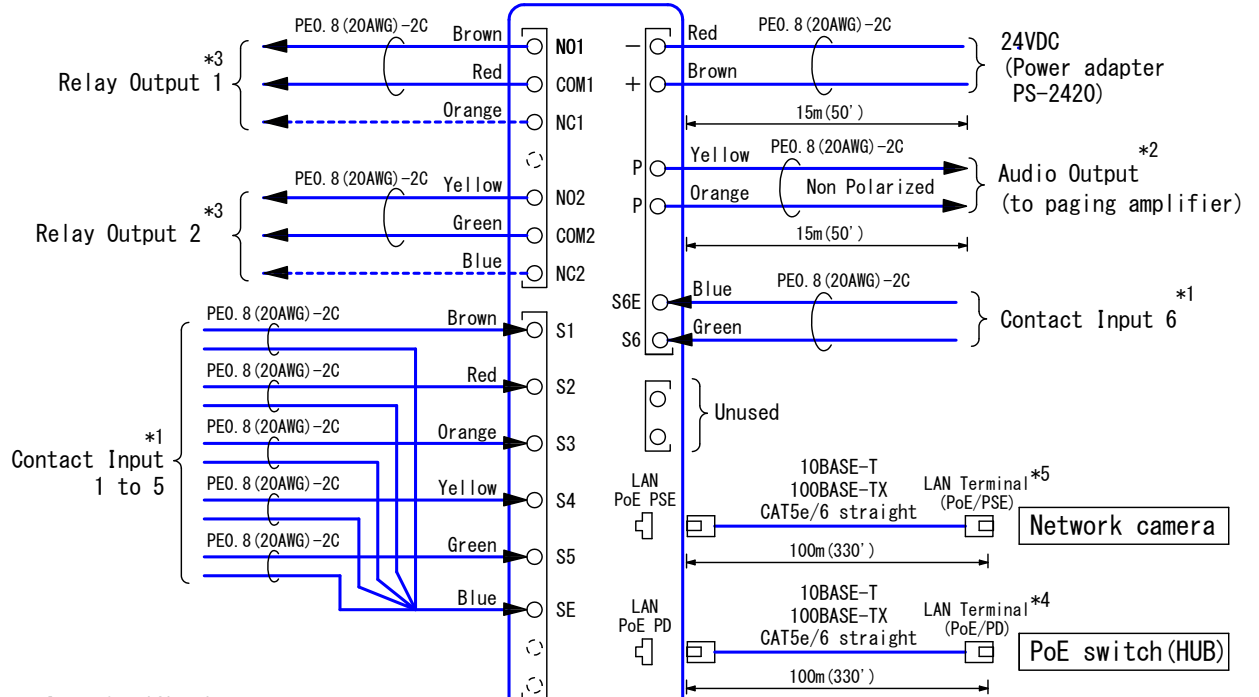 PE0.8(20AWG)-2C
Brown
NO1
Relay Output 1 *3
Red
COM1
Orange
NC1
PE0.8(20AWG)-2C
Yellow
NO2
Relay Output 2 *3
Green
COM2
Blue
NC2
PE0.8(20AWG)-2C
Brown
S1
PE0.8(20AWG)-2C
Red
S2
PE0.8(20AWG)-2C
Orange
S3
*1
Contact Input
1 to 5
PE0.8(20AWG)-2C
Yellow
S4
PE0.8(20AWG)-2C
Green
S5
Blue
SE
−
Red
PE0.8(20AWG)-2C
+
Brown
24VDC
(Power adapter
PS-2420)
15m(50')
P
Yellow
PE0.8(20AWG)-2C
P
Orange
Non Polarized
Audio Output *2
(to paging amplifier)
15m(50')
S6E
Blue
PE0.8(20AWG)-2C
S6
Green
Contact Input 6 *1
Unused
LAN
PoE PSE
10BASE-T
100BASE-TX
CAT5e/6 straight
LAN Terminal *5
(PoE/PSE)
Network camera
100m(330')
LAN
PoE PD
10BASE-T
100BASE-TX
CAT5e/6 straight
LAN Terminal *4
(PoE/PD)
PoE switch(HUB)
100m(330')